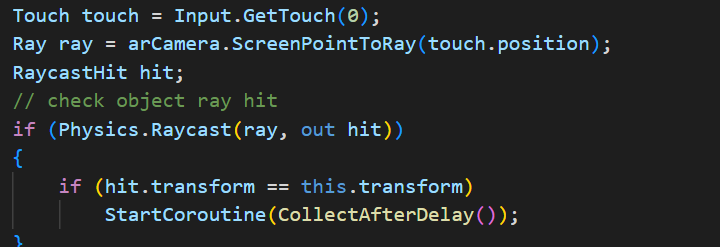 Touch touch = Input.GetTouch(0);
Ray ray = arCamera.ScreenPointToRay(touch.position);
RaycastHit hit;
// check object ray hit
if (Physics.Raycast(ray, out hit))
{
    if (hit.transform == this.transform)
        StartCoroutine(CollectAfterDelay());
}